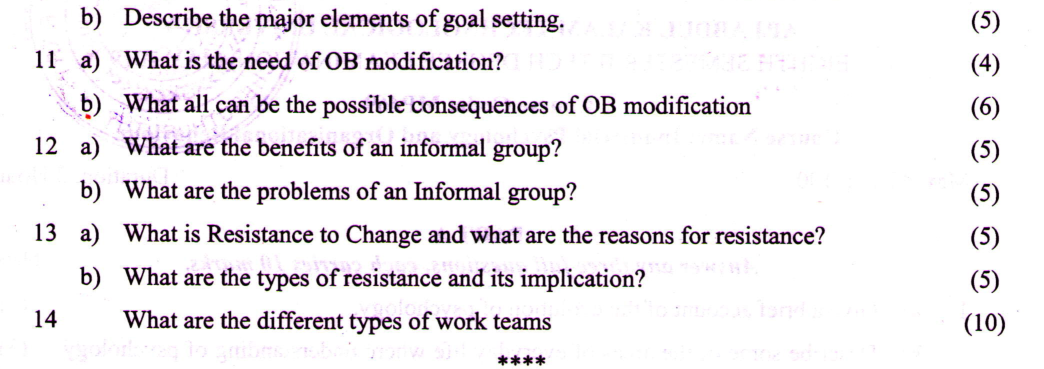 b) Describe the major elements of goal setting. (5)
11 a) What is the need of OB modification? (4)
b) What all can be the possible consequences of OB modification (6)
12 a) What are the benefits of an informal group? (5)
b) What are the problems of an Informal group? (5)
13 a) What is Resistance to Change and what are the reasons for resistance? (5)
b) What are the types of resistance and its implication? (5)
14 What are the different types of work teams (10)
****